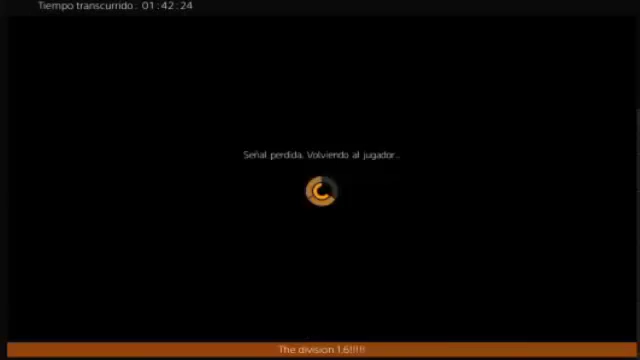 Tiempo transcurrido: 01:42:24
Señal perdida. Volviendo al jugador...
The division 1.6!!!!!